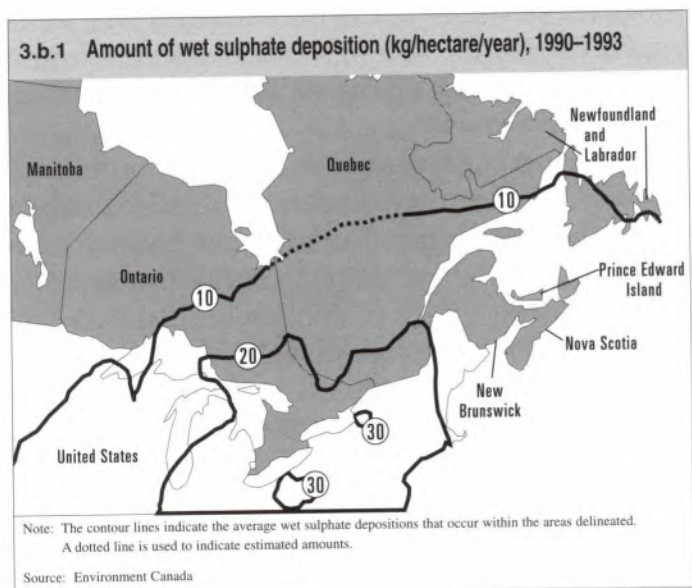 3.b.1 Amount of wet sulphate deposition (kg/hectare/year), 1990–1993
Newfoundland
and
Labrador
Manitoba
Quebec
10
Ontario
Prince Edward
Island
10
Nova Scotia
20
New
Brunswick
30
United States
30
Note: The contour lines indicate the average wet sulphate depositions that occur within the areas delineated.
A dotted line is used to indicate estimated amounts.
Source: Environment Canada